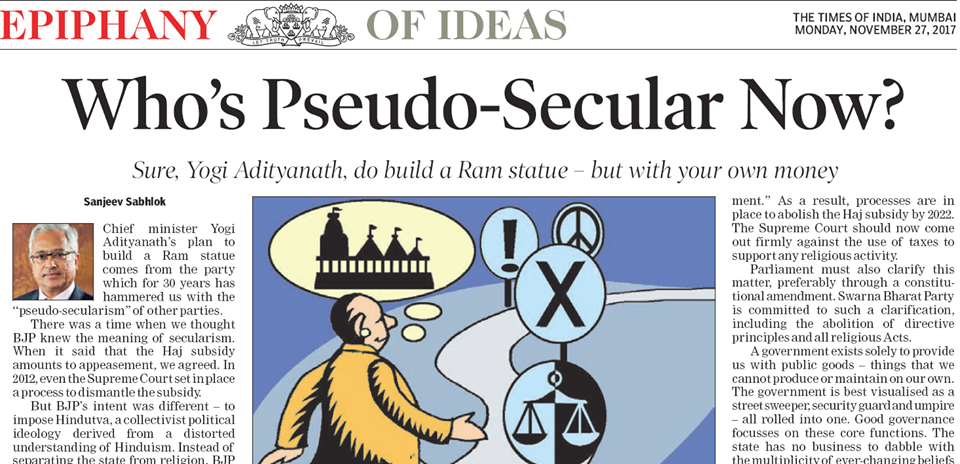 EPIPHANY OF IDEAS
LET TRUTH PREVAIL
THE TIMES OF INDIA, MUMBAI
MONDAY, NOVEMBER 27, 2017
Who's Pseudo-Secular Now?
Sure, Yogi Adityanath, do build a Ram statue – but with your own money
Sanjeev Sabhlok
Chief minister Yogi
Adityanath's plan to
build a Ram statue
comes from the party
which for 30 years has
hammered us with the
"pseudo-secularism" of other parties.
There was a time when we thought
BJP knew the meaning of secularism.
When it said that the Haj subsidy
amounts to appeasement, we agreed. In
2012, even the Supreme Court set in place
a process to dismantle the subsidy.
But BJP's intent was different – to
impose Hindutva, a collectivist political
ideology derived from a distorted
understanding of Hinduism. Instead of
separating the state from religion, BJP
!
X
ment." As a result, processes are in
place to abolish the Haj subsidy by 2022.
The Supreme Court should now come
out firmly against the use of taxes to
support any religious activity.
Parliament must also clarify this
matter, preferably through a constitu-
tional amendment. Swarna Bharat Party
is committed to such a clarification,
including the abolition of directive
principles and all religious Acts.
A government exists solely to provide
us with public goods – things that we
cannot produce or maintain on our own.
The government is best visualised as a
street sweeper, security guard and umpire
– all rolled into one. Good governance
focusses on these core functions. The
state has no business to dabble with
the multiplicity of ever-changing beliefs